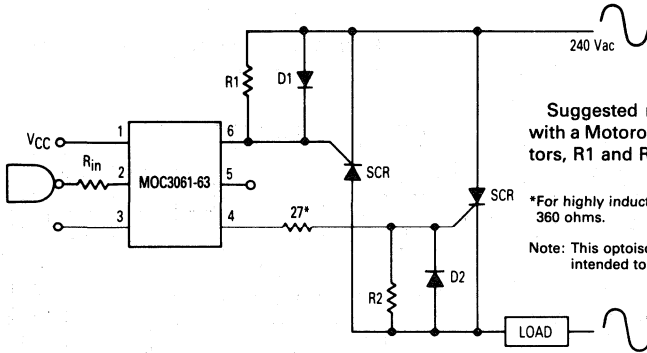 240 Vac
R1
D1
1
6
VCC
Rin
2
MOC3061-63
5
SCR
SCR
3
4
27*
R2
D2
LOAD
Suggested
with a Motoro
tors, R1 and R
*For highly induct
360 ohms.
Note: This optoiso
intended to